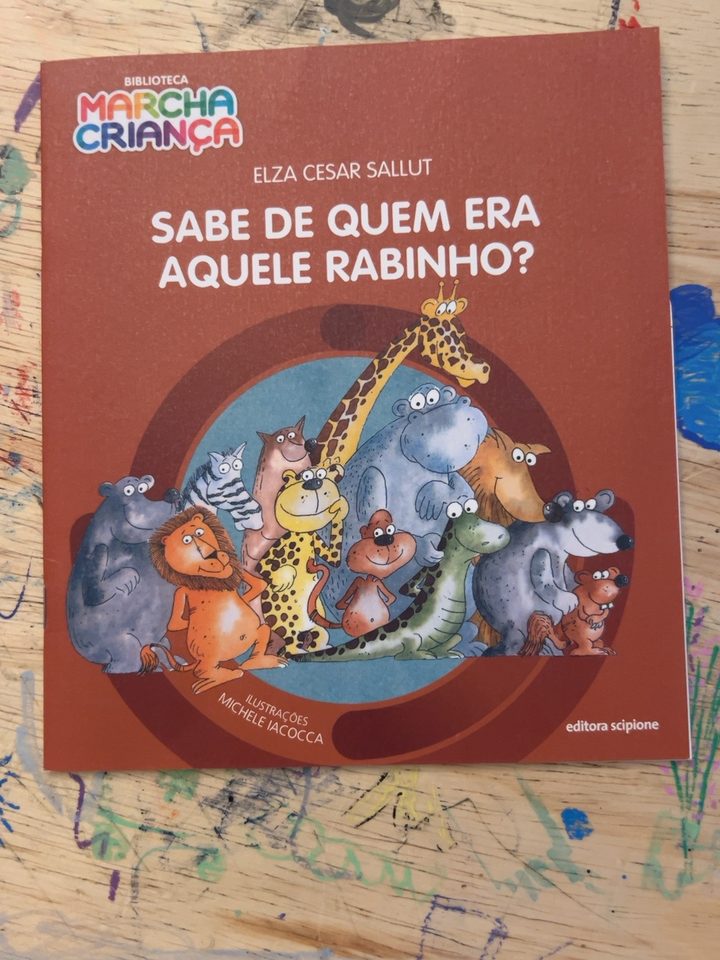 BIBLIOTECA
MARCHA
CRIANÇA
ELZA CESAR SALLUT
SABE DE QUEM ERA
AQUELE RABINHO?
ILUSTRAÇÕES
MICHELE IACOCCA
editora scipione